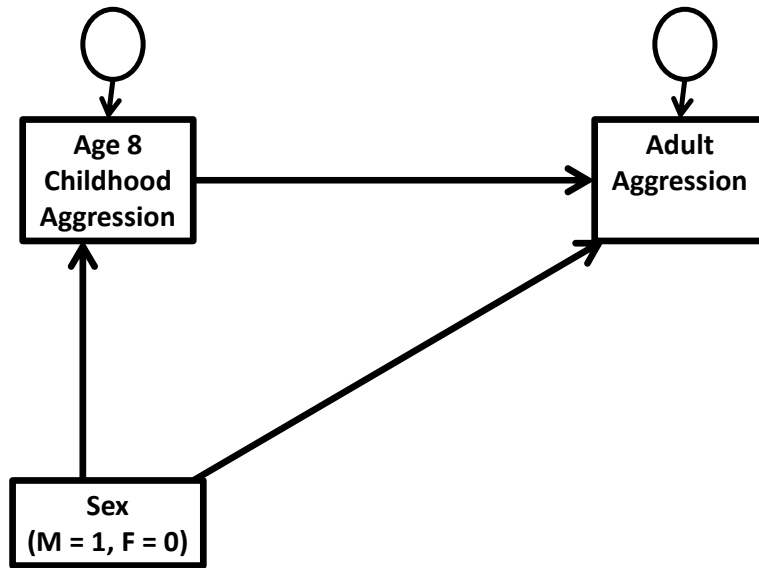 Age 8
Childhood
Aggression
Adult
Aggression
Sex
(M = 1, F = 0)